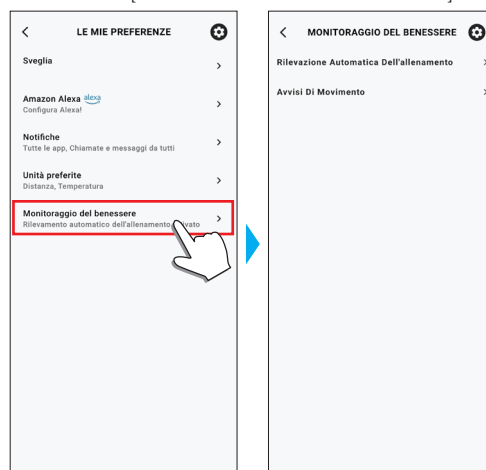 LE MIE PREFERENZE
Sveglia
Amazon Alexa alexa
Configura Alexa!
Notifiche
Tutte le app, Chiamate e messaggi da tutti
Unità preferite
Distanza, Temperatura
Monitoraggio del benessere
Rilevamento automatico dell'allenamento
MONITORAGGIO DEL BENESSERE
Rilevazione Automatica Dell'allenamento
Avvisi Di Movimento